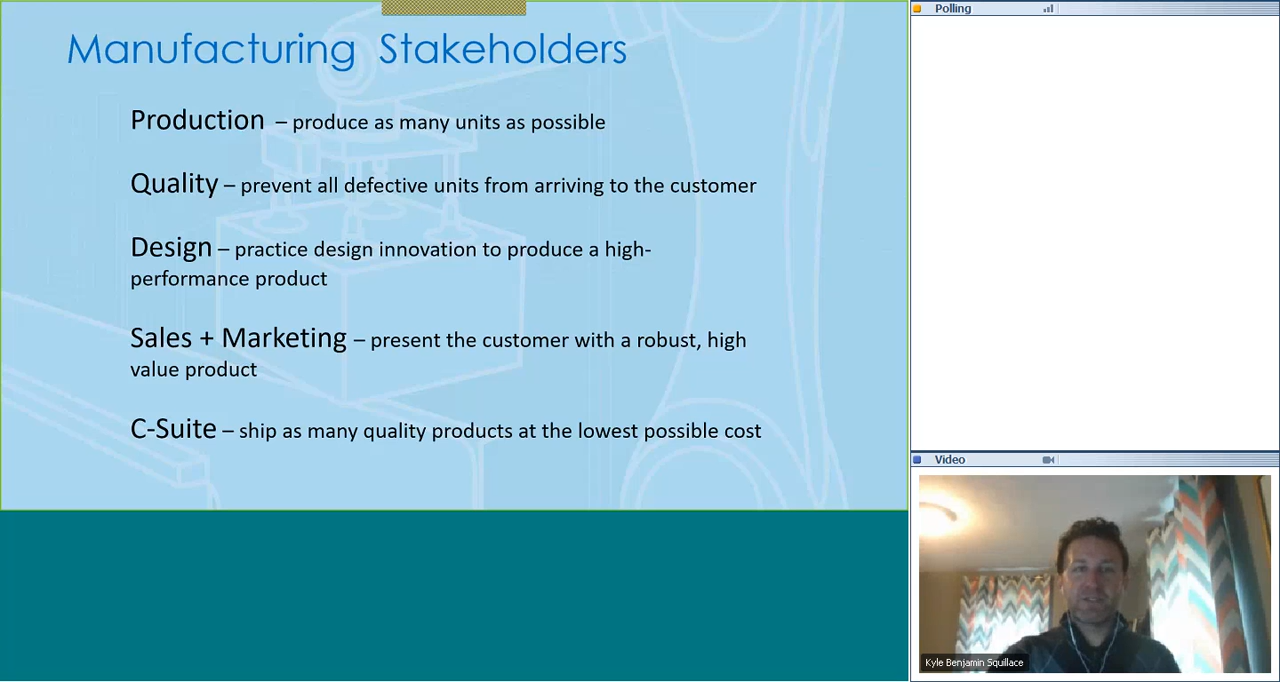 Manufacturing Stakeholders
Production – produce as many units as possible
Quality – prevent all defective units from arriving to the customer
Design – practice design innovation to produce a high-
performance product
Sales + Marketing – present the customer with a robust, high
value product
C-Suite – ship as many quality products at the lowest possible cost
Polling
Video
Kyle Benjamin Squillace